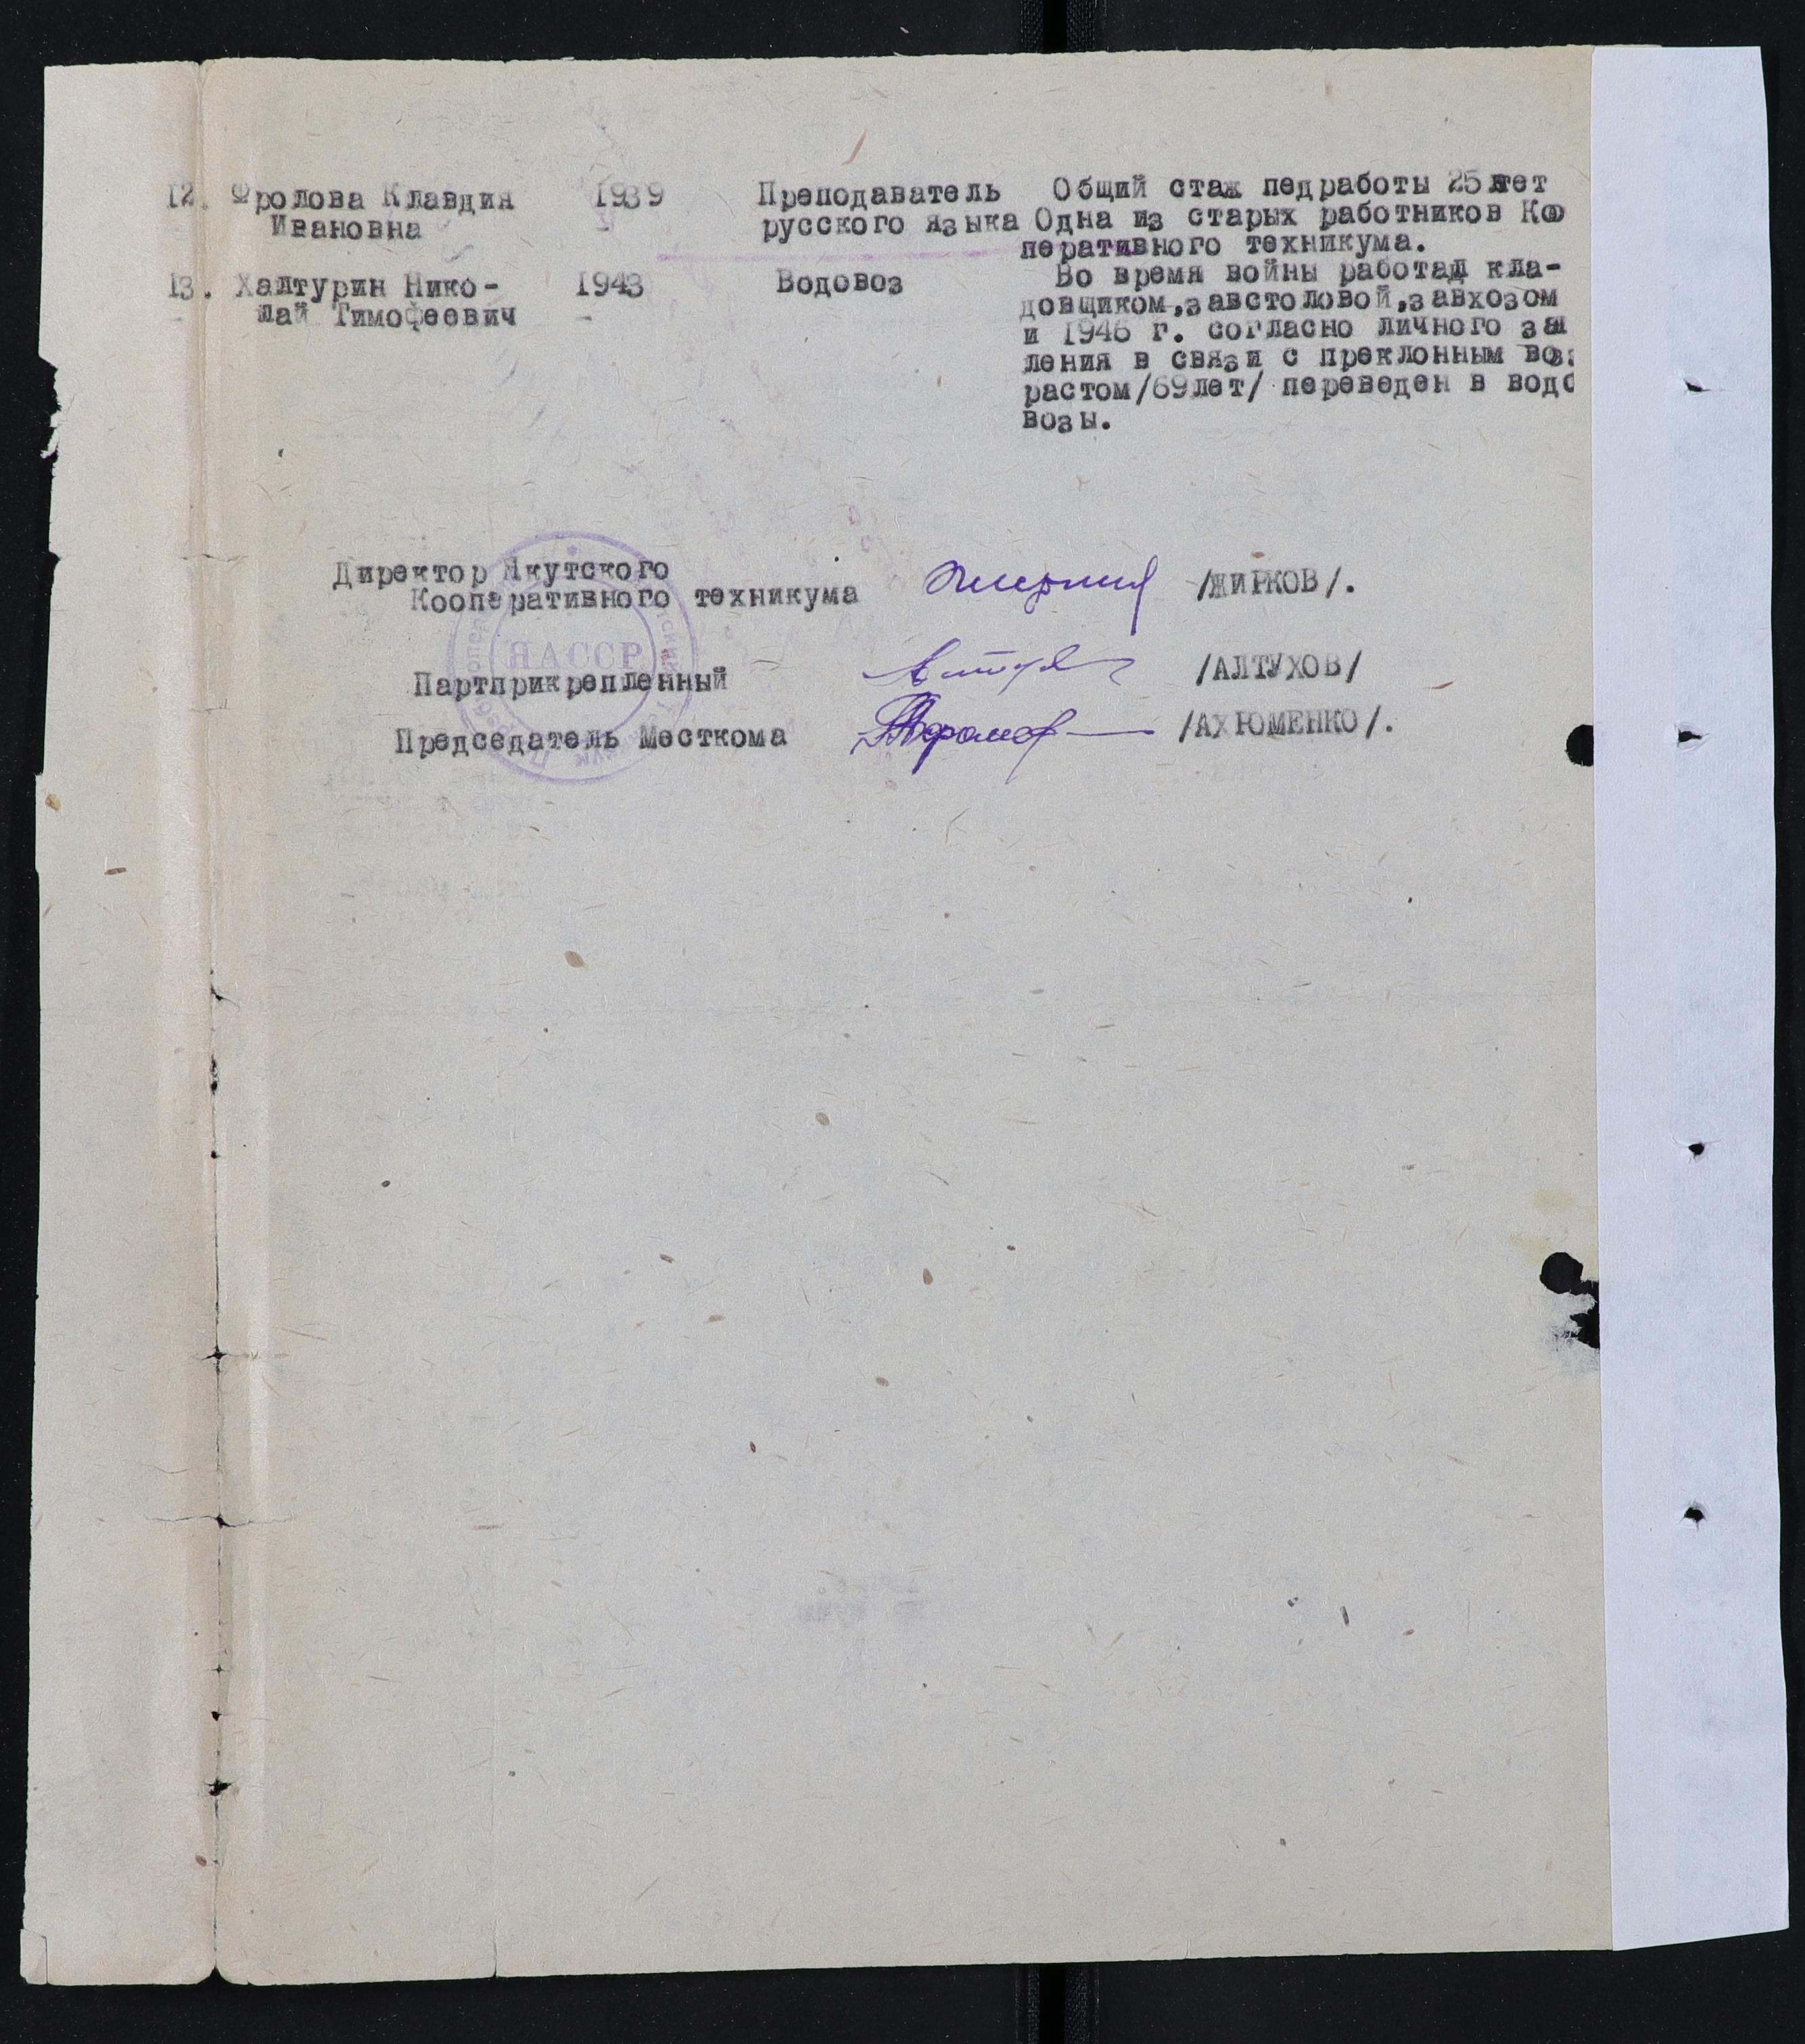 12. Фролова Клавдия 1939 Преподаватель Общий стаж педработы 25 лет
Ивановна русского языка Одна из старых работников Коо
перативного техникума.
13. Халтурин Нико- 1943 Водовоз Во время войны работал кла-
лай Тимофеевич довщиком, завстоловой, завхозом
и 1946 г. согласно личного зая
ления в связи с преклонным воз
растом /69 лет/ переведен в водо
возы.
Директор Якутского
Кооперативного техникума /ЖИРКОВ/.
ЯАССР
Партприкрепленный /АЛТУХОВ/
Председатель Месткома /АХЮМЕНКО/.